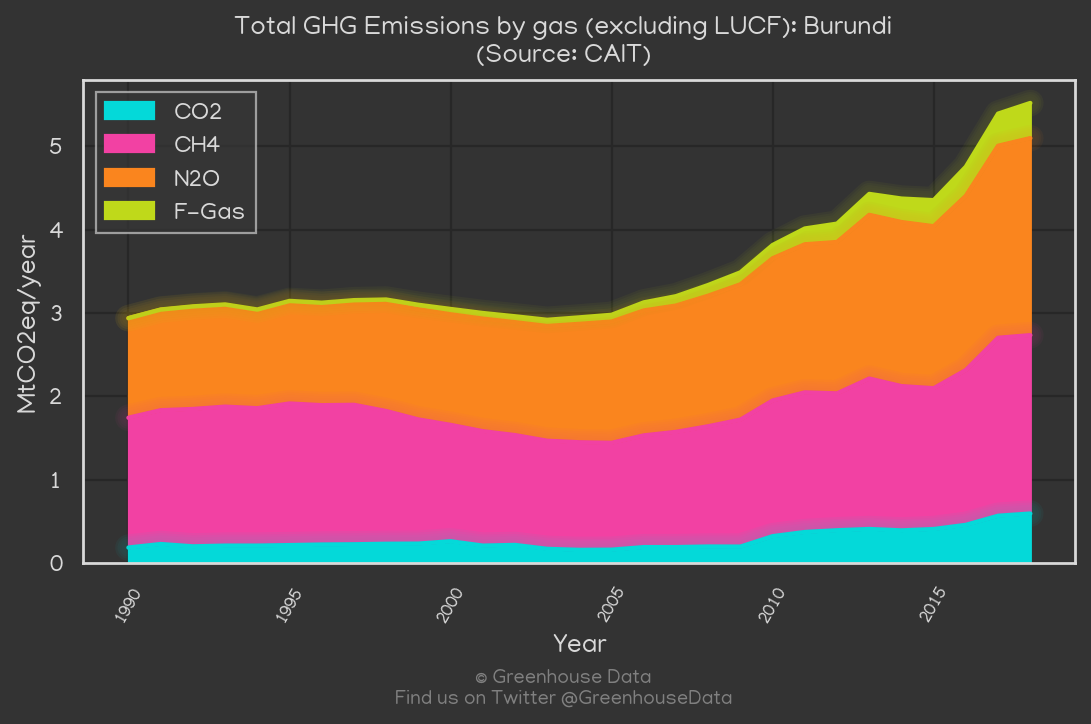 Total GHG Emissions by gas (excluding LUCF): Burundi
(Source: CAIT)
CO2
CH4
N2O
F-Gas
MtCO2eq/year
5
4
3
2
1
0
1990
1995
2000
2005
2010
2015
Year
© Greenhouse Data
Find us on Twitter @GreenhouseData